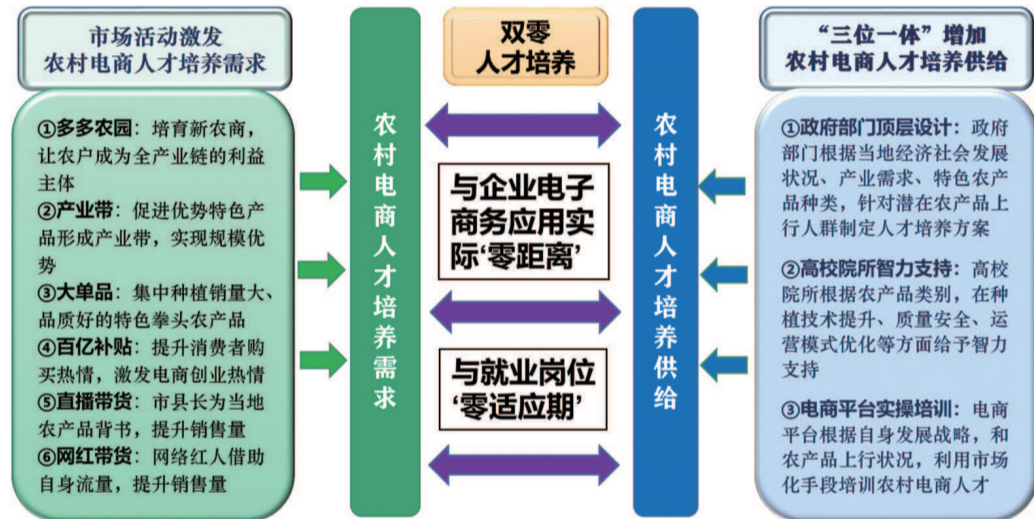 市场活动激发
农村电商人才培养需求
①多多农园：培育新农商，
让农户成为全产业链的利益
主体
②产业带：促进优势特色产
品形成产业带，实现规模优
势
③大单品：集中种植销量大、
品质好的特色拳头农产品
④百亿补贴：提升消费者购
买热情，激发电商创业热情
⑤直播带货：市县长为当地
农产品背书，提升销售量
⑥网红带货：网络红人借助
自身流量，提升销售量
农村电商人才培养需求
双零
人才培养
与企业电子
商务应用实
际‘零距离’
与就业岗位
‘零适应期’
农村电商人才培养供给
“三位一体”增加
农村电商人才培养供给
①政府部门顶层设计：政府
部门根据当地经济社会发展
状况、产业需求、特色农产
品种类，针对潜在农产品上
行人群制定人才培养方案
②高校院所智力支持：高校
院所根据农产品类别，在种
植技术提升、质量安全、运
营模式优化等方面给予智力
支持
③电商平台实操培训：电商
平台根据自身发展战略，和
农产品上行状况，利用市场
化手段培训农村电商人才